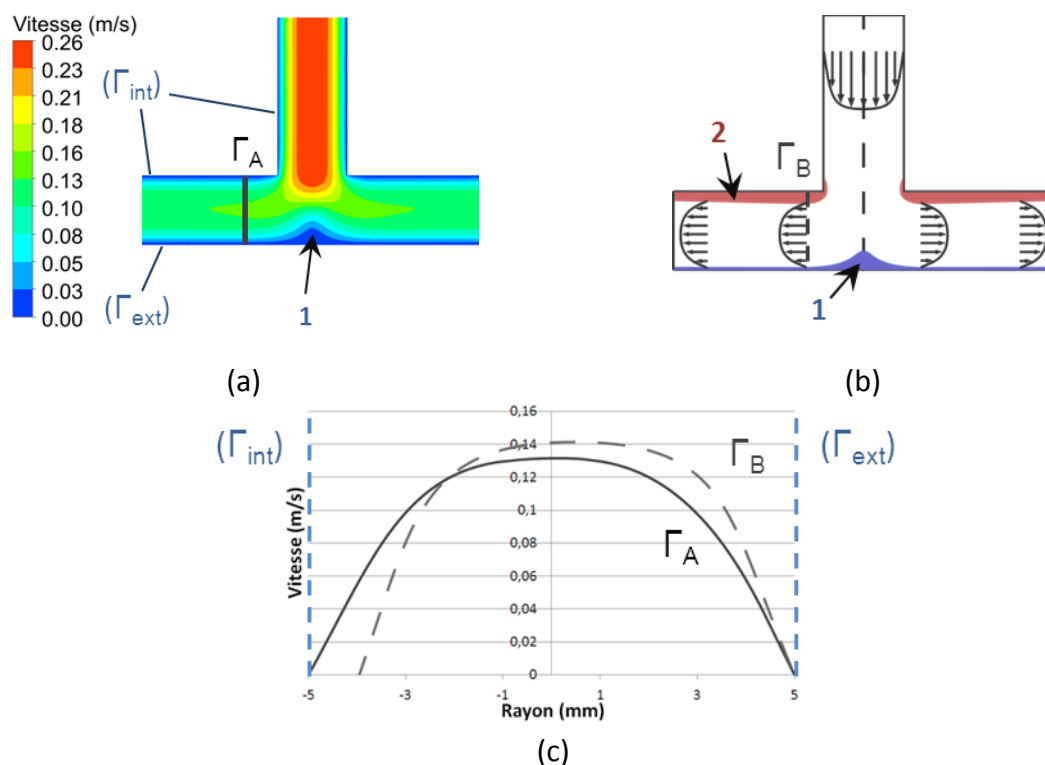 Vitesse (m/s)
0.26
0.23
0.21
0.18
0.16
0.13
0.10
0.08
0.05
0.03
0.00
(Γint)
ΓA
(Γext)
1
(a)
2
ΓB
1
(b)
(Γint)
(Γext)
0,16
0,14
0,12
0,1
0,08
0,06
0,04
0,02
0
ΓB
ΓA
Vitesse (m/s)
-5 -3 -1 1 3 5
Rayon (mm)
(c)